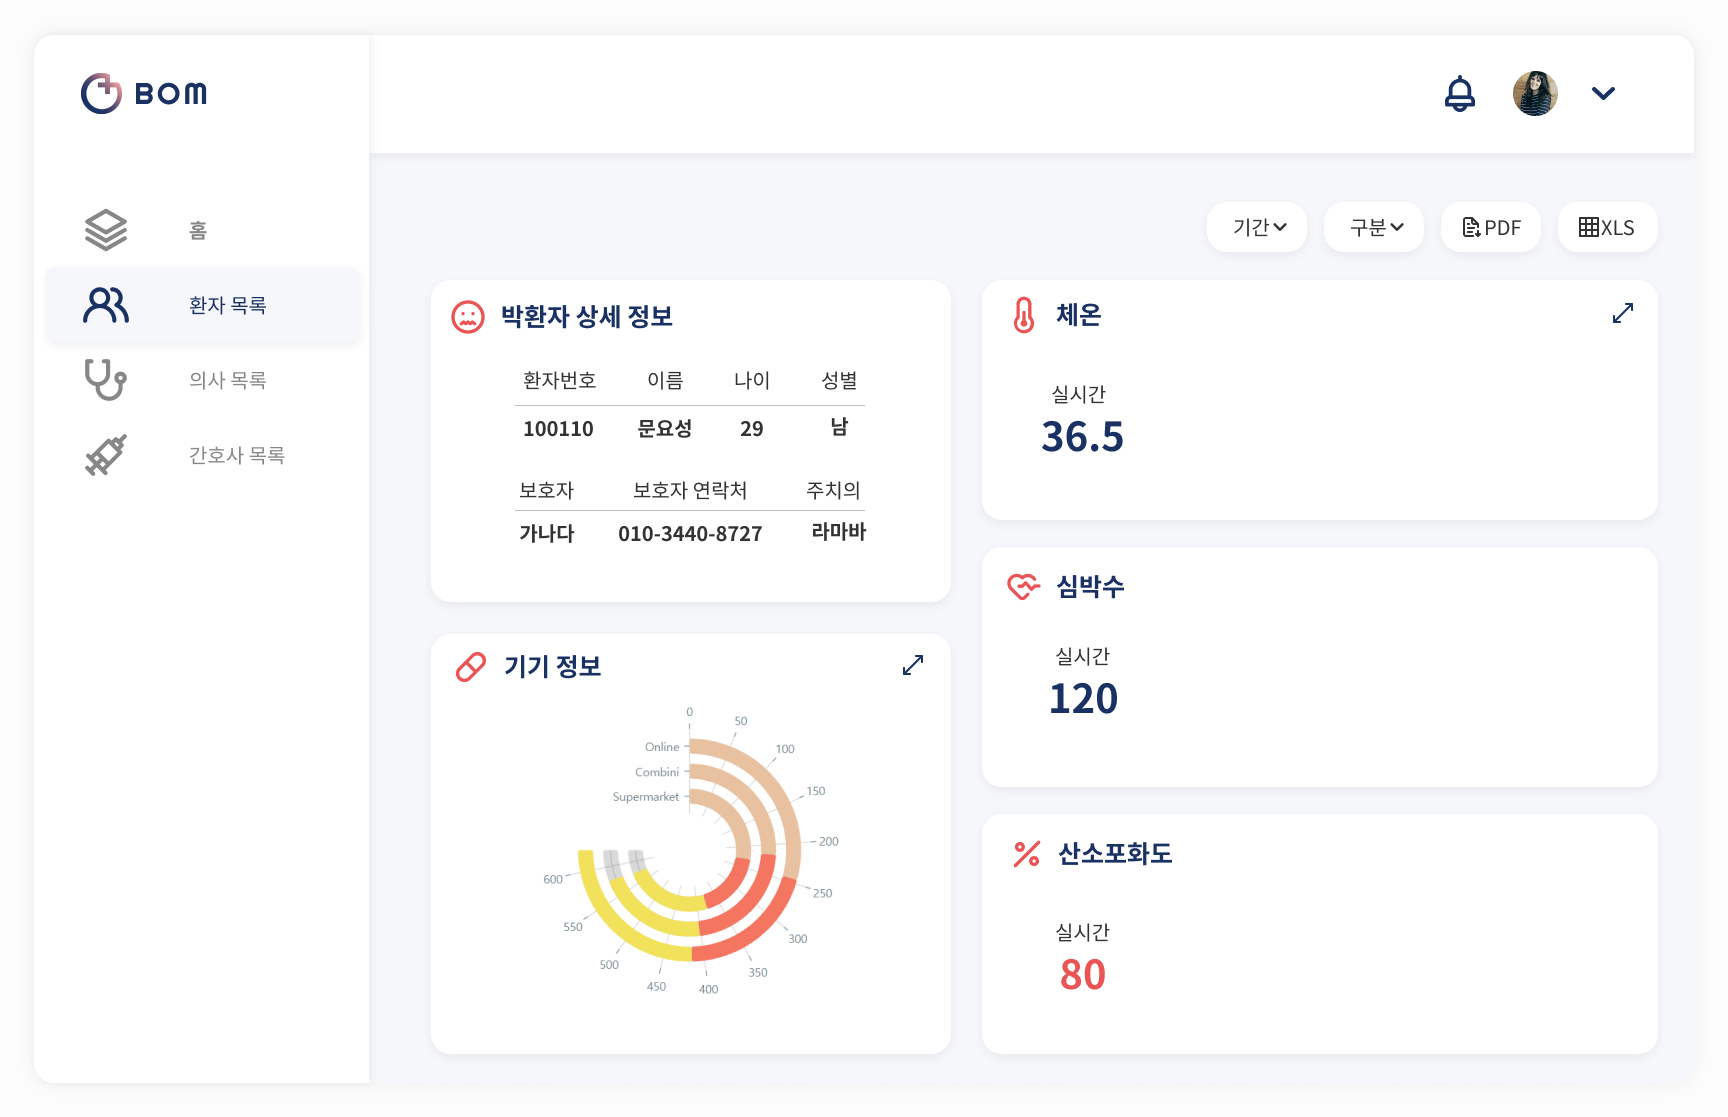 BOM
홈
환자 목록
의사 목록
간호사 목록
기간
구분
PDF
XLS
박환자 상세 정보
환자번호 이름 나이 성별
100110 문요성 29 남
보호자 보호자 연락처 주치의
가나다 010-3440-8727 라마바
기기 정보
0
50
100
150
200
250
300
350
400
450
500
550
600
Online
Combini
Supermarket
체온
실시간
36.5
심박수
실시간
120
산소포화도
실시간
80